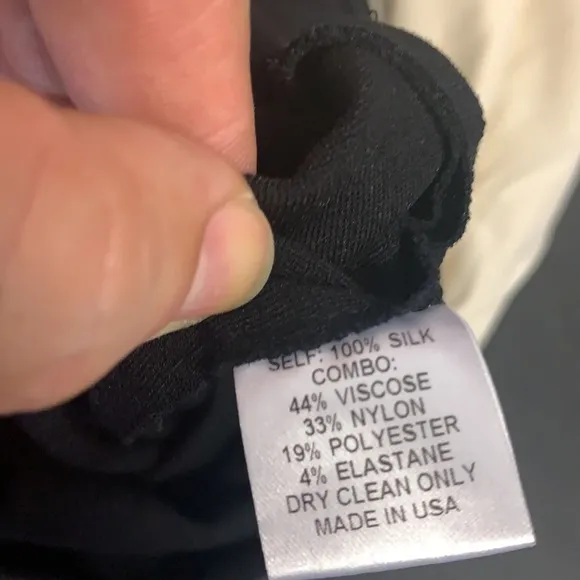 SELF: 100% SILK
COMBO:
44% VISCOSE
33% NYLON
19% POLYESTER
4% ELASTANE
DRY CLEAN ONLY
MADE IN USA